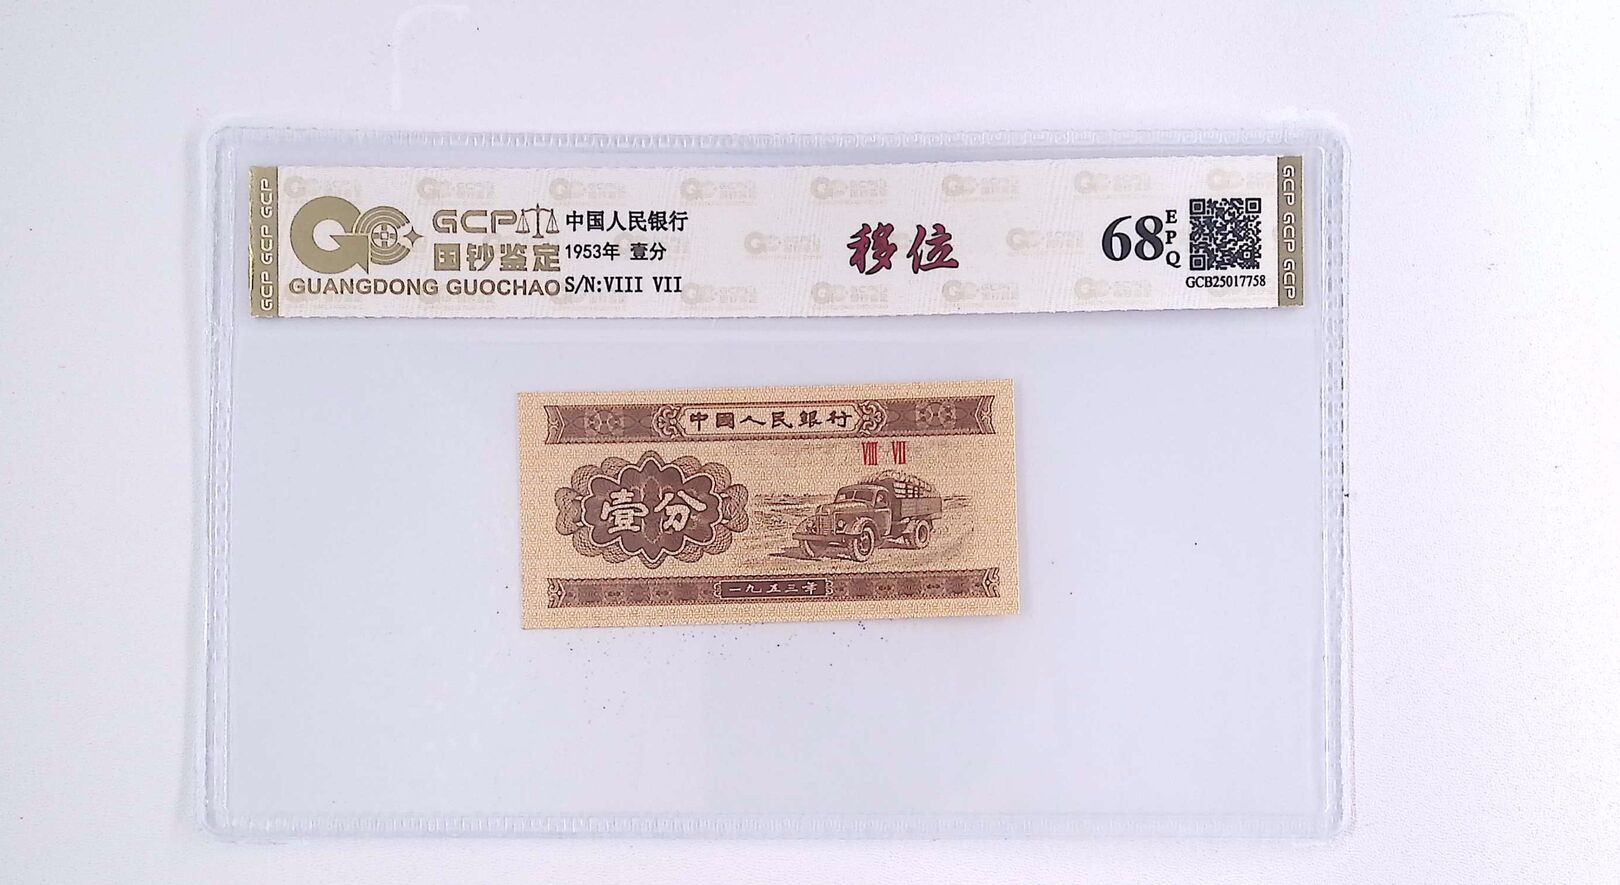 GCP GCP GCP
GCP
国钞鉴定
GUANGDONG GUOCHAO
中国人民银行
1953年 壹分
S/N:VIII VII
移位
68
EPQ
GCB25017758
GCP GCP GCP
中國人民銀行
VIII VII
壹分
一九五三年